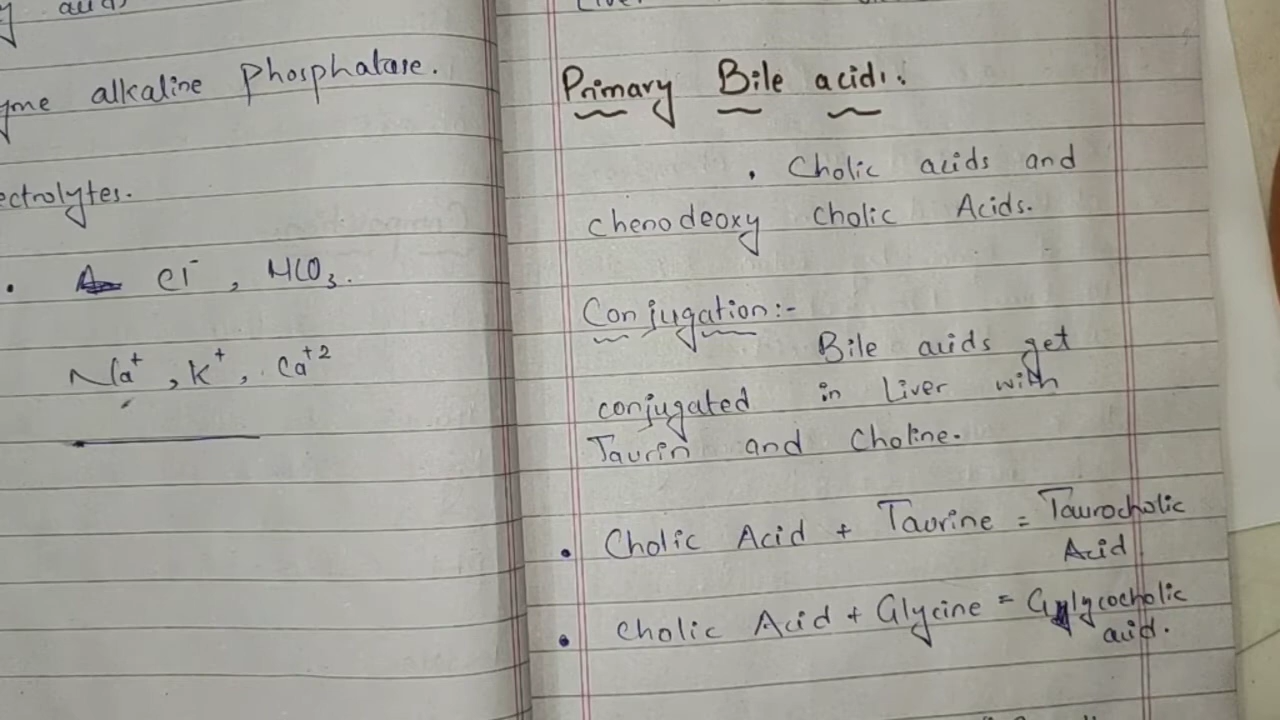 alkaline Phosphatase.
ectrolytes.
. Cl⁻ , HCO₃.
Na⁺ , K⁺ , Ca⁺²
Primary Bile acids.
. Cholic acids and
chenodeoxy cholic Acids.
Conjugation:-
Bile acids get
conjugated in Liver with
Taurin and Choline.
• Cholic Acid + Taurine = Taurocholic
Acid
• Cholic Acid + Glycine = Glycocholic
acid.